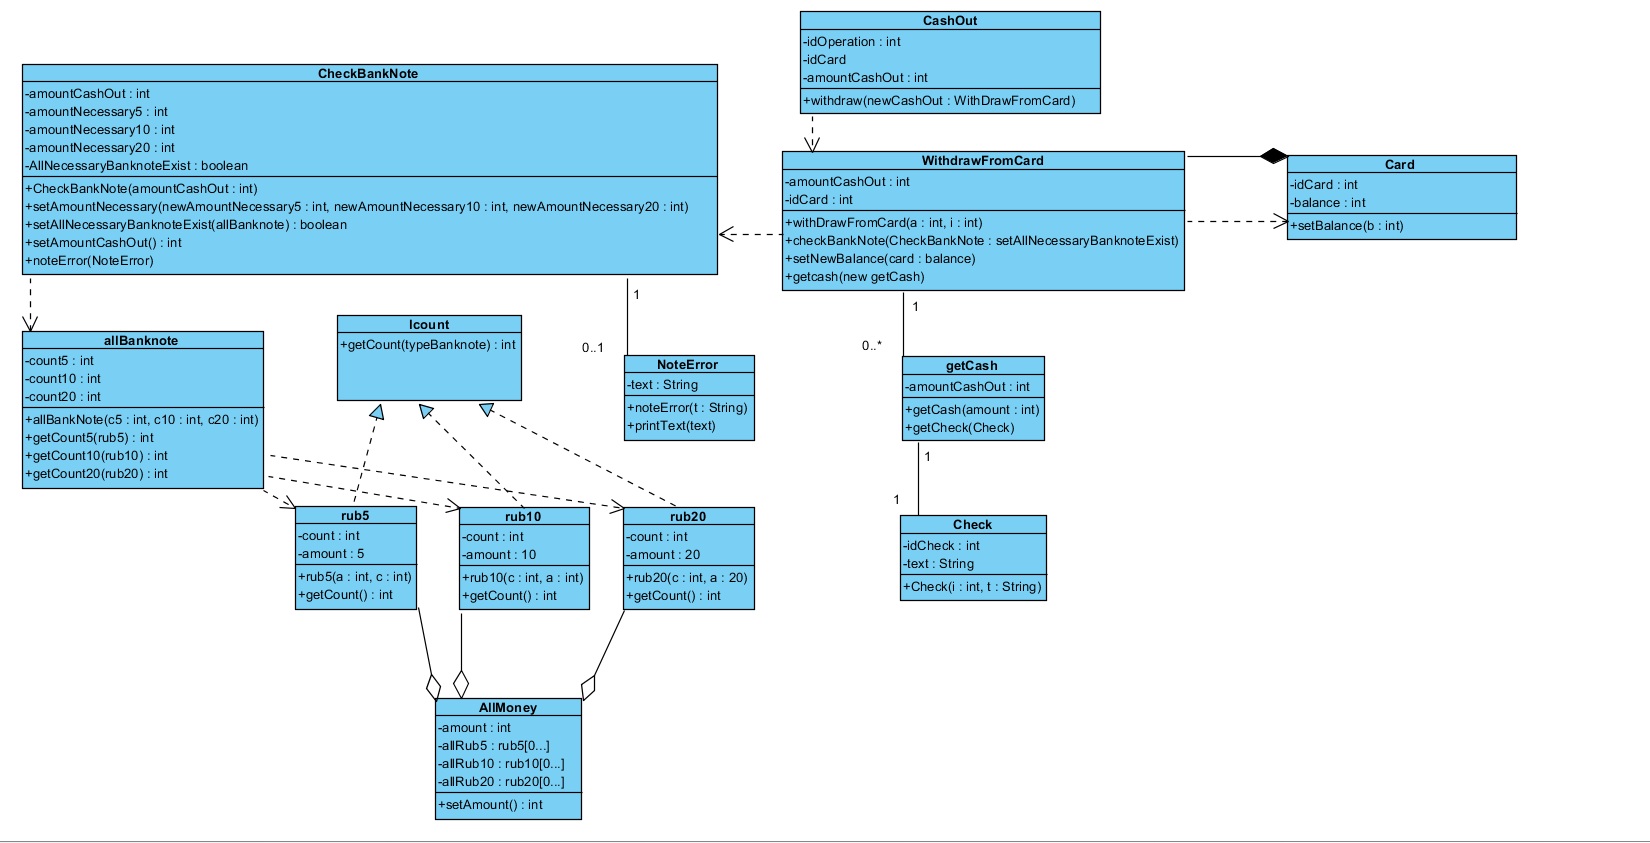 CashOut
-idOperation : int
-idCard
-amountCashOut : int
+withdraw(newCashOut : WithDrawFromCard)
CheckBankNote
-amountCashOut : int
-amountNecessary5 : int
-amountNecessary10 : int
-amountNecessary20 : int
-AllNecessaryBanknoteExist : boolean
+CheckBankNote(amountCashOut : int)
+setAmountNecessary(newAmountNecessary5 : int, newAmountNecessary10 : int, newAmountNecessary20 : int)
+setAllNecessaryBanknoteExist(allBanknote) : boolean
+setAmountCashOut() : int
+noteError(NoteError)
WithdrawFromCard
-amountCashOut : int
-idCard : int
+withDrawFromCard(a : int, i : int)
+checkBankNote(CheckBankNote : setAllNecessaryBanknoteExist)
+setNewBalance(card : balance)
+getcash(new getCash)
Card
-idCard : int
-balance : int
+setBalance(b : int)
1
0..1
1
0..*
allBanknote
-count5 : int
-count10 : int
-count20 : int
+allBankNote(c5 : int, c10 : int, c20 : int)
+getCount5(rub5) : int
+getCount10(rub10) : int
+getCount20(rub20) : int
Icount
+getCount(typeBanknote) : int
NoteError
-text : String
+noteError(t : String)
+printText(text)
getCash
-amountCashOut : int
+getCash(amount : int)
+getCheck(Check)
1
1
rub5
-count : int
-amount : 5
+rub5(a : int, c : int)
+getCount() : int
rub10
-count : int
-amount : 10
+rub10(c : int, a : int)
+getCount() : int
rub20
-count : int
-amount : 20
+rub20(c : int, a : 20)
+getCount() : int
Check
-idCheck : int
-text : String
+Check(i : int, t : String)
AllMoney
-amount : int
-allRub5 : rub5[0...]
-allRub10 : rub10[0...]
-allRub20 : rub20[0...]
+setAmount() : int